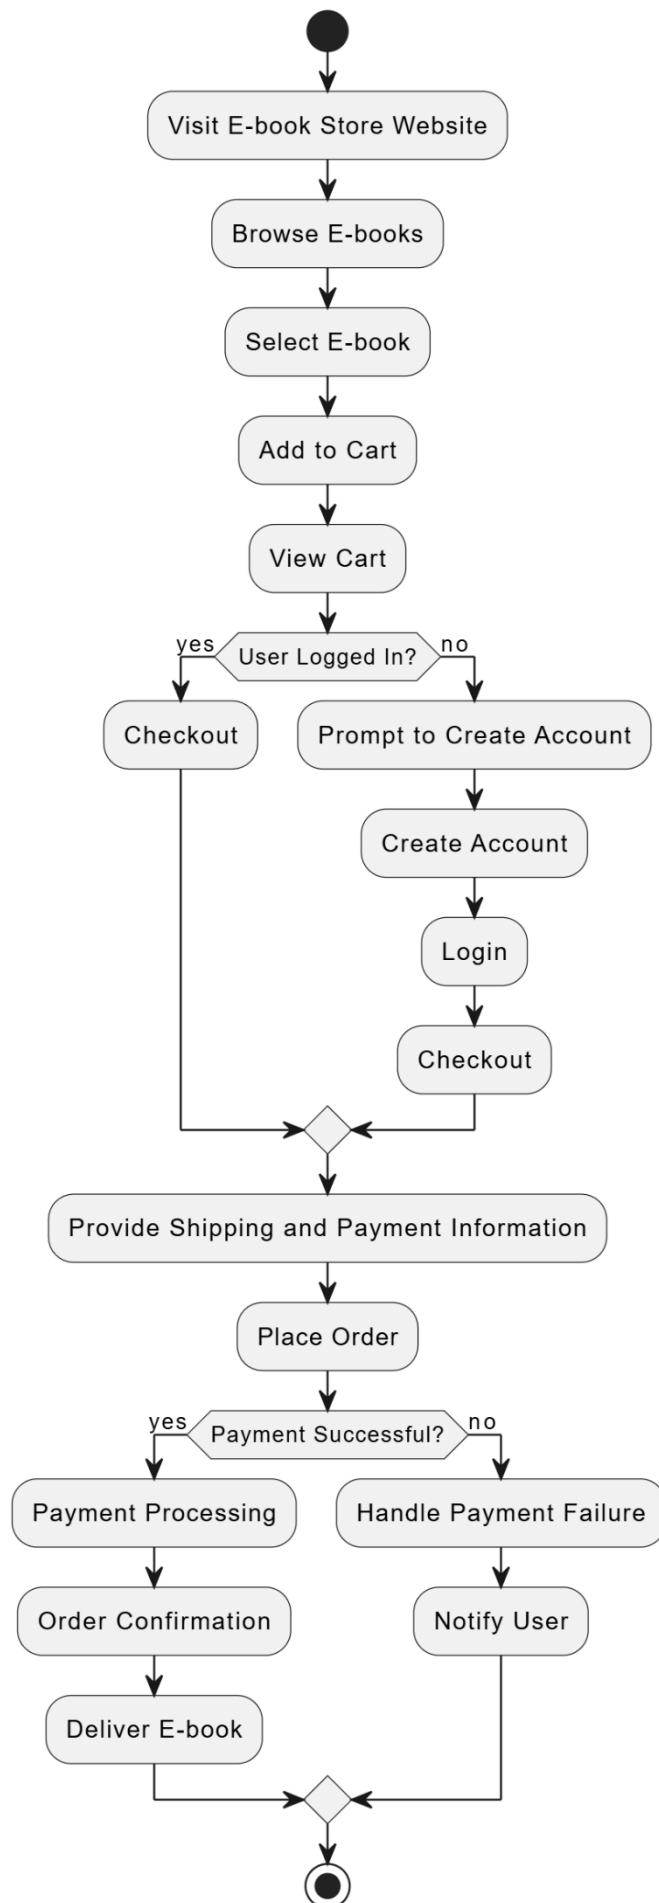 Visit E-book Store Website
Browse E-books
Select E-book
Add to Cart
View Cart
yes
User Logged In?
no
Checkout
Prompt to Create Account
Create Account
Login
Checkout
Provide Shipping and Payment Information
Place Order
yes
Payment Successful?
no
Payment Processing
Handle Payment Failure
Order Confirmation
Notify User
Deliver E-book